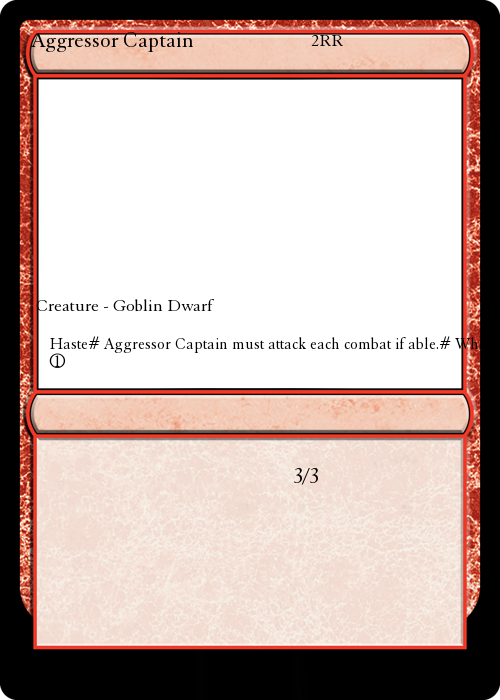 Aggressor Captain 2RR
Creature - Goblin Dwarf
Haste# Aggressor Captain must attack each combat if able.# Wh
①
3/3